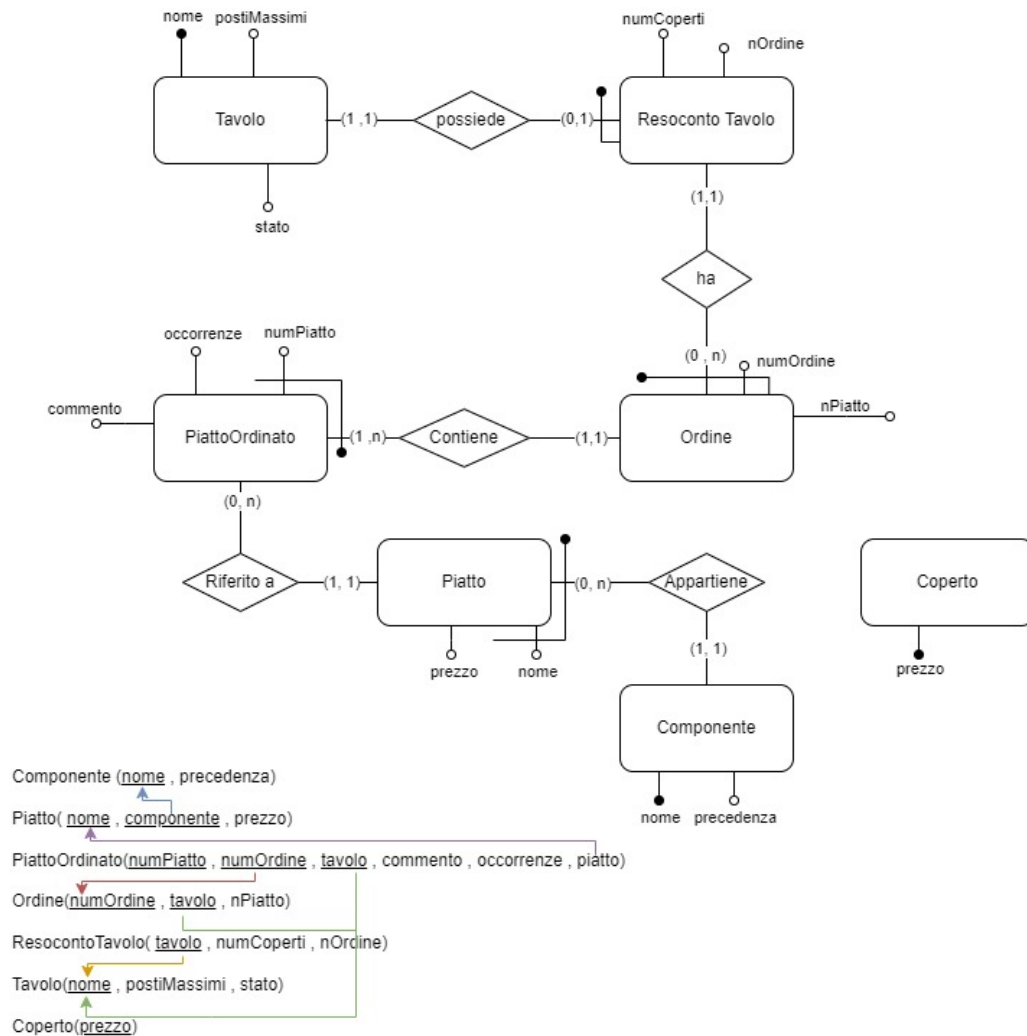 nome postiMassimi
numCoperti
nOrdine
Tavolo (1 ,1) possiede (0,1) Resoconto Tavolo
stato
(1,1)
ha
(0 , n)
occorrenze numPiatto
numOrdine
commento
nPiatto
PiattoOrdinato (1 ,n) Contiene (1,1) Ordine
(0, n)
Riferito a (1, 1) Piatto (0, n) Appartiene Coperto
prezzo nome
(1, 1)
prezzo
Componente
nome precedenza
Componente (nome , precedenza)
Piatto( nome , componente , prezzo)
PiattoOrdinato(numPiatto , numOrdine , tavolo , commento , occorrenze , piatto)
Ordine(numOrdine , tavolo , nPiatto)
ResocontoTavolo( tavolo , numCoperti , nOrdine)
Tavolo(nome , postiMassimi , stato)
Coperto(prezzo)